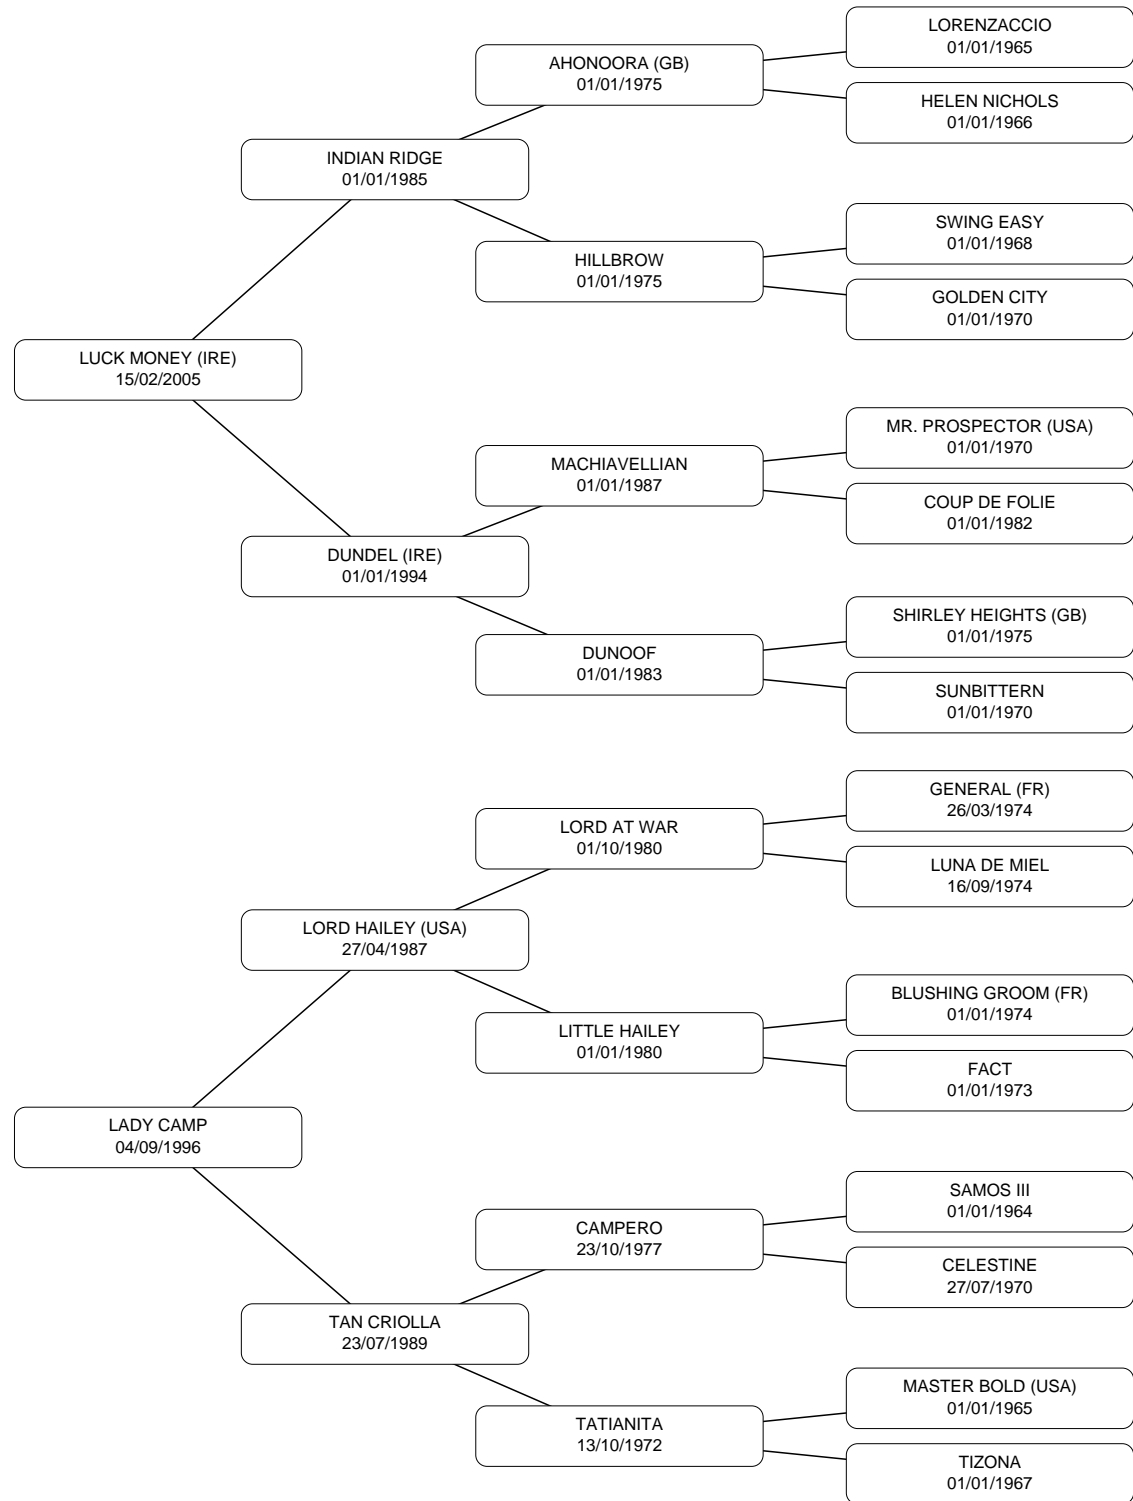 LORENZACCIO
01/01/1965
AHONOORA (GB)
01/01/1975
HELEN NICHOLS
01/01/1966
INDIAN RIDGE
01/01/1985
SWING EASY
01/01/1968
HILLBROW
01/01/1975
GOLDEN CITY
01/01/1970
LUCK MONEY (IRE)
15/02/2005
MR. PROSPECTOR (USA)
01/01/1970
MACHIAVELLIAN
01/01/1987
COUP DE FOLIE
01/01/1982
DUNDEL (IRE)
01/01/1994
SHIRLEY HEIGHTS (GB)
01/01/1975
DUNOOF
01/01/1983
SUNBITTERN
01/01/1970
GENERAL (FR)
26/03/1974
LORD AT WAR
01/10/1980
LUNA DE MIEL
16/09/1974
LORD HAILEY (USA)
27/04/1987
BLUSHING GROOM (FR)
01/01/1974
LITTLE HAILEY
01/01/1980
FACT
01/01/1973
LADY CAMP
04/09/1996
SAMOS III
01/01/1964
CAMPERO
23/10/1977
CELESTINE
27/07/1970
TAN CRIOLLA
23/07/1989
MASTER BOLD (USA)
01/01/1965
TATIANITA
13/10/1972
TIZONA
01/01/1967